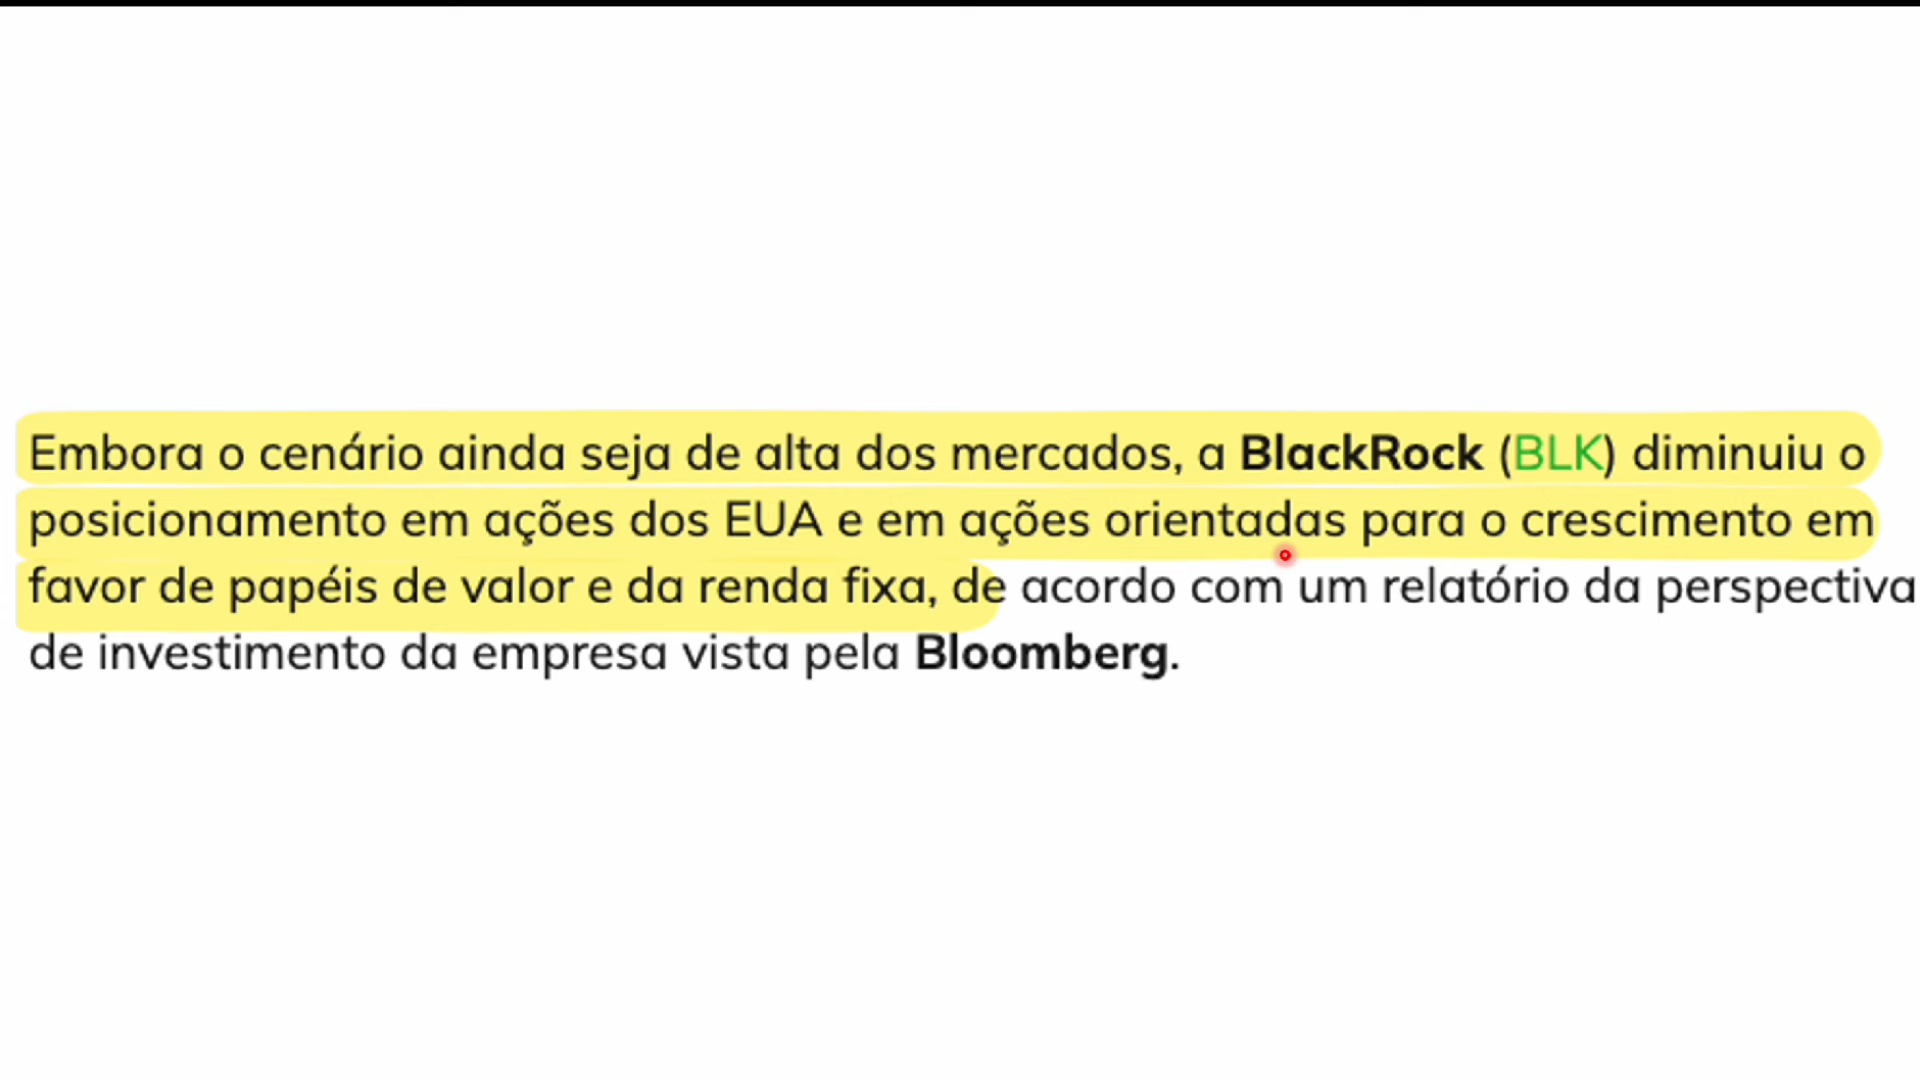 Embora o cenário ainda seja de alta dos mercados, a BlackRock (BLK) diminuiu o
posicionamento em ações dos EUA e em ações orientadas para o crescimento em
favor de papéis de valor e da renda fixa, de acordo com um relatório da perspectiva
de investimento da empresa vista pela Bloomberg.